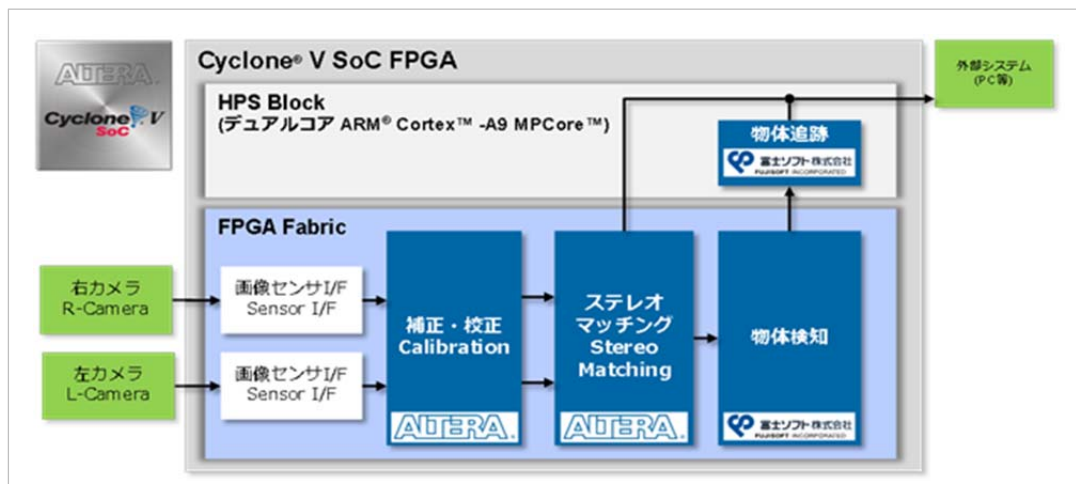 ALTERA
Cyclone V
SoC
Cyclone® V SoC FPGA
HPS Block
(デュアルコア ARM® Cortex™ -A9 MPCore™)
物体追跡
富士ソフト株式会社
FUJISOFT INCORPORATED
外部システム
(PC等)
FPGA Fabric
右カメラ
R-Camera
画像センサI/F
Sensor I/F
左カメラ
L-Camera
画像センサI/F
Sensor I/F
補正・校正
Calibration
ALTERA
ステレオ
マッチング
Stereo
Matching
ALTERA
物体検知
富士ソフト株式会社
FUJISOFT INCORPORATED